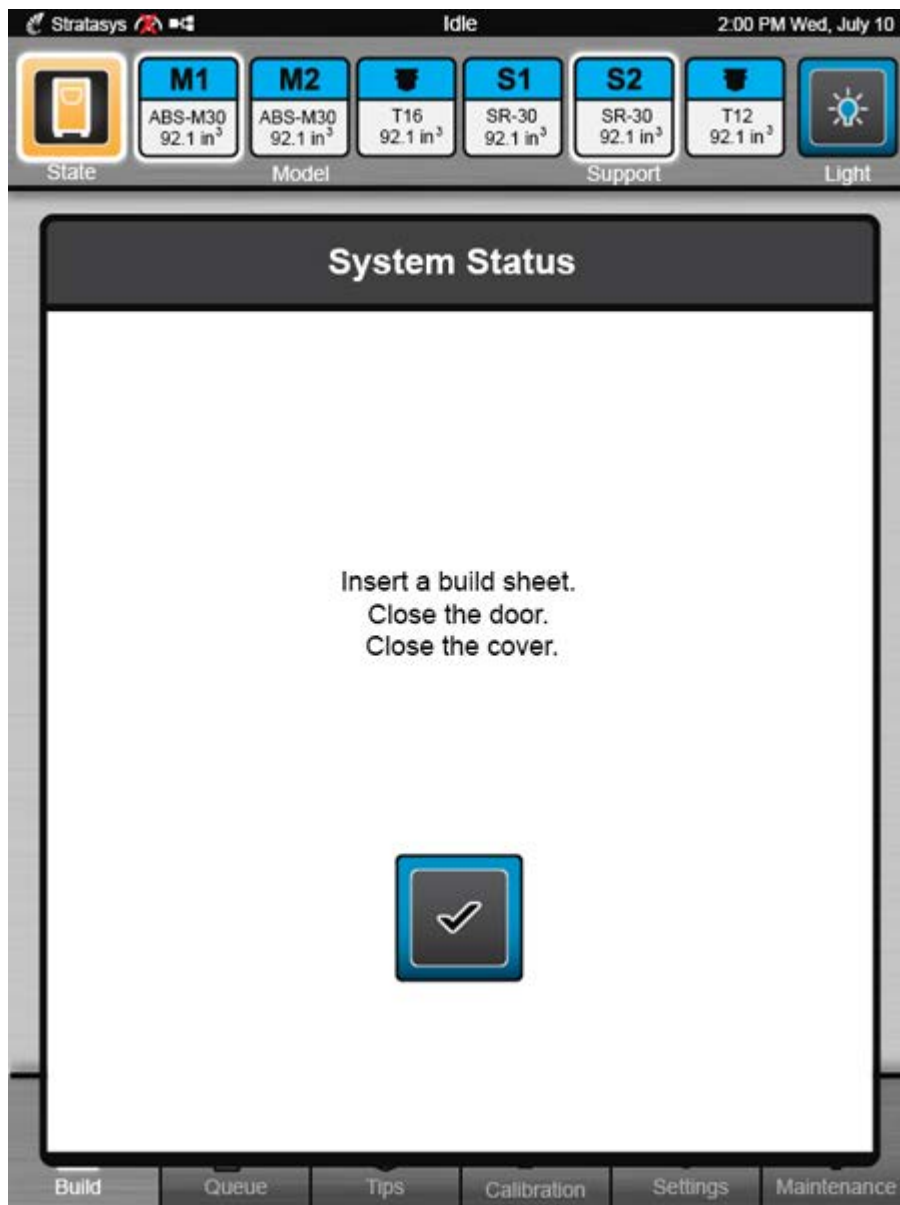 Stratasys Idle 2:00 PM Wed, July 10
M1 M2 S1 S2
ABS-M30 ABS-M30 T16 SR-30 SR-30 T12
92.1 in³ 92.1 in³ 92.1 in³ 92.1 in³ 92.1 in³ 92.1 in³
State Model Support Light
System Status
Insert a build sheet.
Close the door.
Close the cover.
Build Queue Tips Calibration Settings Maintenance